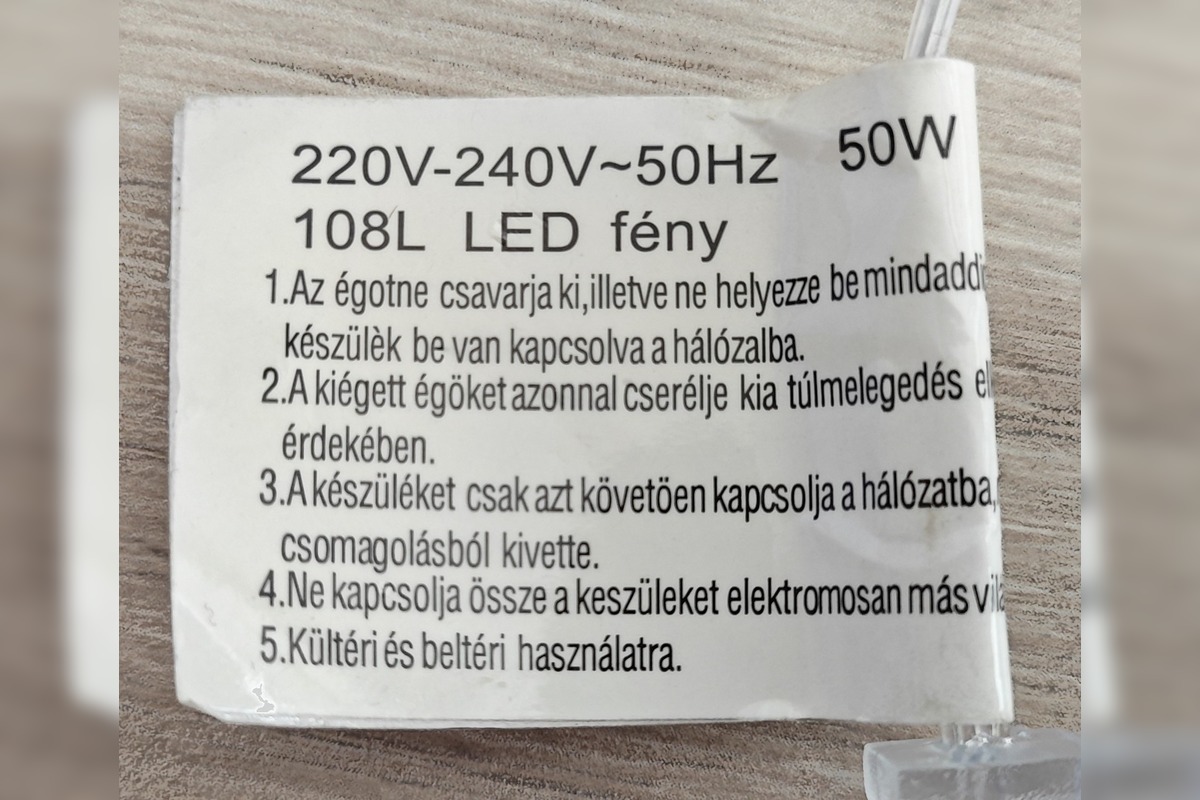 220V-240V~50Hz 50W
108L LED fény
1.Az égotne csavarja ki,illetve ne helyezze be
készülèk be van kapcsolva a hálózalba.
2.A kiégett égöket azonnal cserélje kia túlmelegedés
érdekében.
3.A készüléket csak azt követöen kapcsolja a hálózatba,
csomagolásból kivette.
4.Ne kapcsolja össze a keszüleket elektromosan más
5.Kültéri és beltéri használatra.